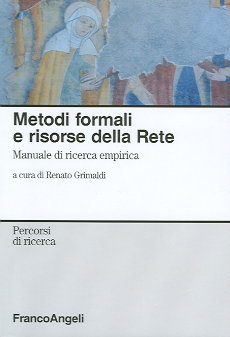 Metodi formali
e risorse della Rete
Manuale di ricerca empirica
a cura di Renato Grimaldi
Percorsi
di ricerca
FrancoAngeli